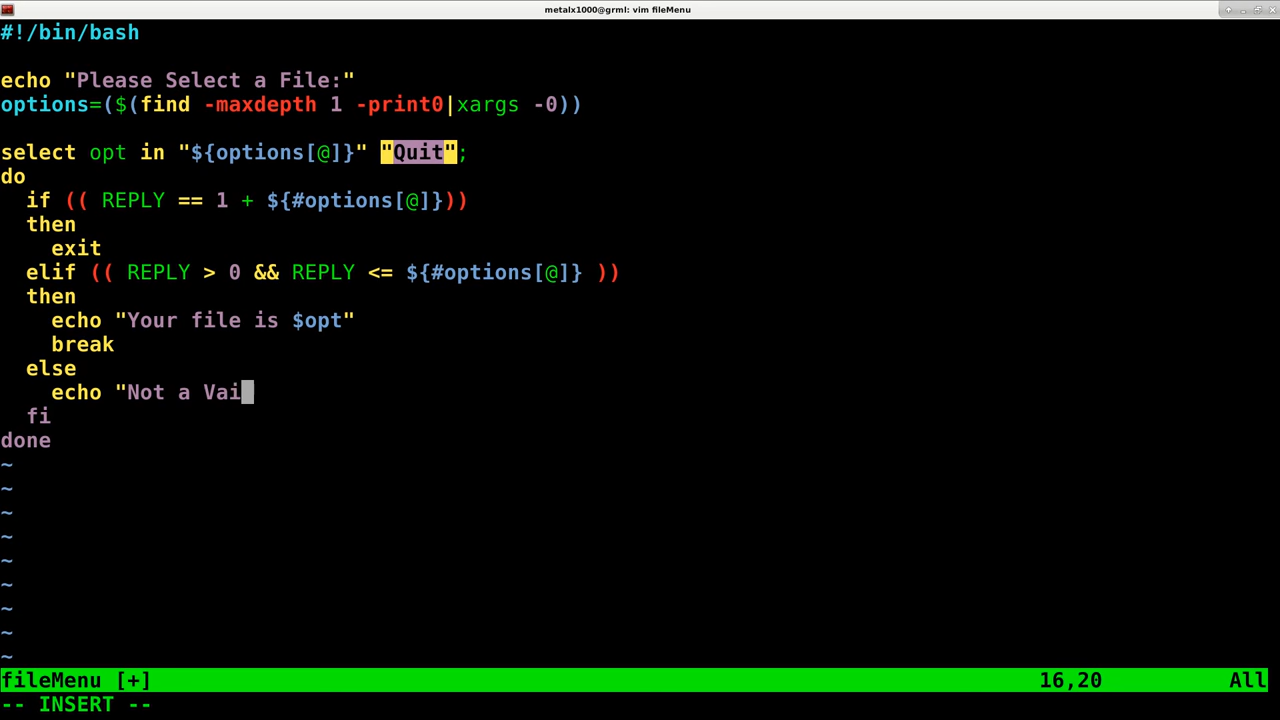 metalx1000@grml: vim fileMenu
#!/bin/bash
echo "Please Select a File:"
options=($(find -maxdepth 1 -print0|xargs -0))
select opt in "${options[@]}" "Quit";
do
  if (( REPLY == 1 + ${#options[@]}))
  then
    exit
  elif (( REPLY > 0 && REPLY <= ${#options[@]} ))
  then
    echo "Your file is $opt"
    break
  else
    echo "Not a Vai
  fi
done
~
~
~
~
~
~
~
~
~
fileMenu [+] 16,20 All
-- INSERT --